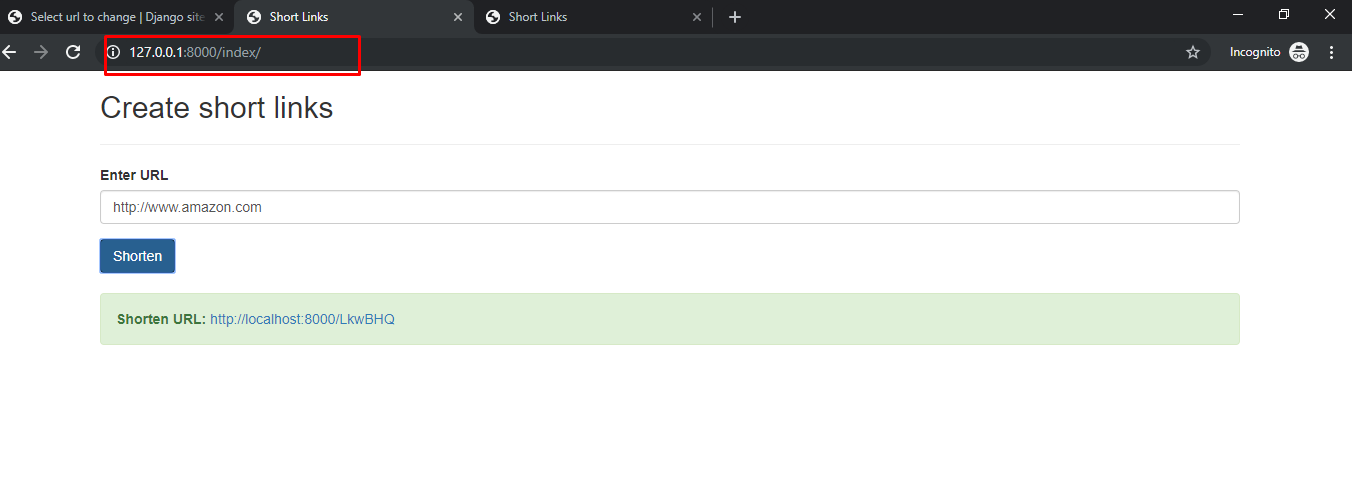 Select url to change | Django site
Short Links
Short Links
127.0.0.1:8000/index/
Incognito
Create short links
Enter URL
http://www.amazon.com
Shorten
Shorten URL: http://localhost:8000/LkwBHQ